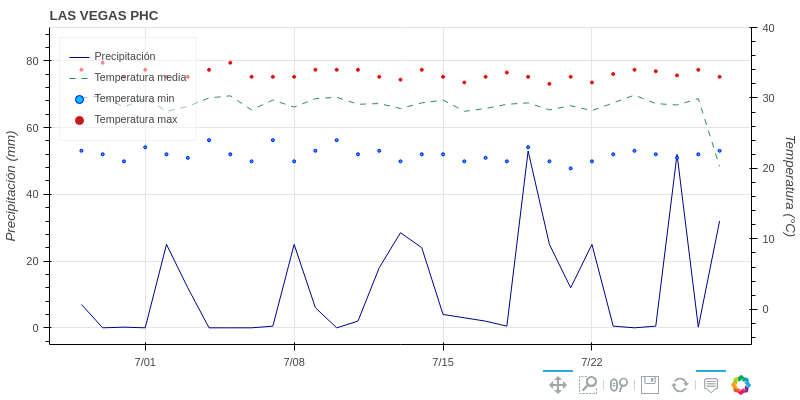 LAS VEGAS PHC
Precipitación
Temperatura media
Temperatura min
Temperatura max
Precipitación (mm)
80
60
40
20
0
Temperatura (°C)
40
30
20
10
0
7/01
7/08
7/15
7/22